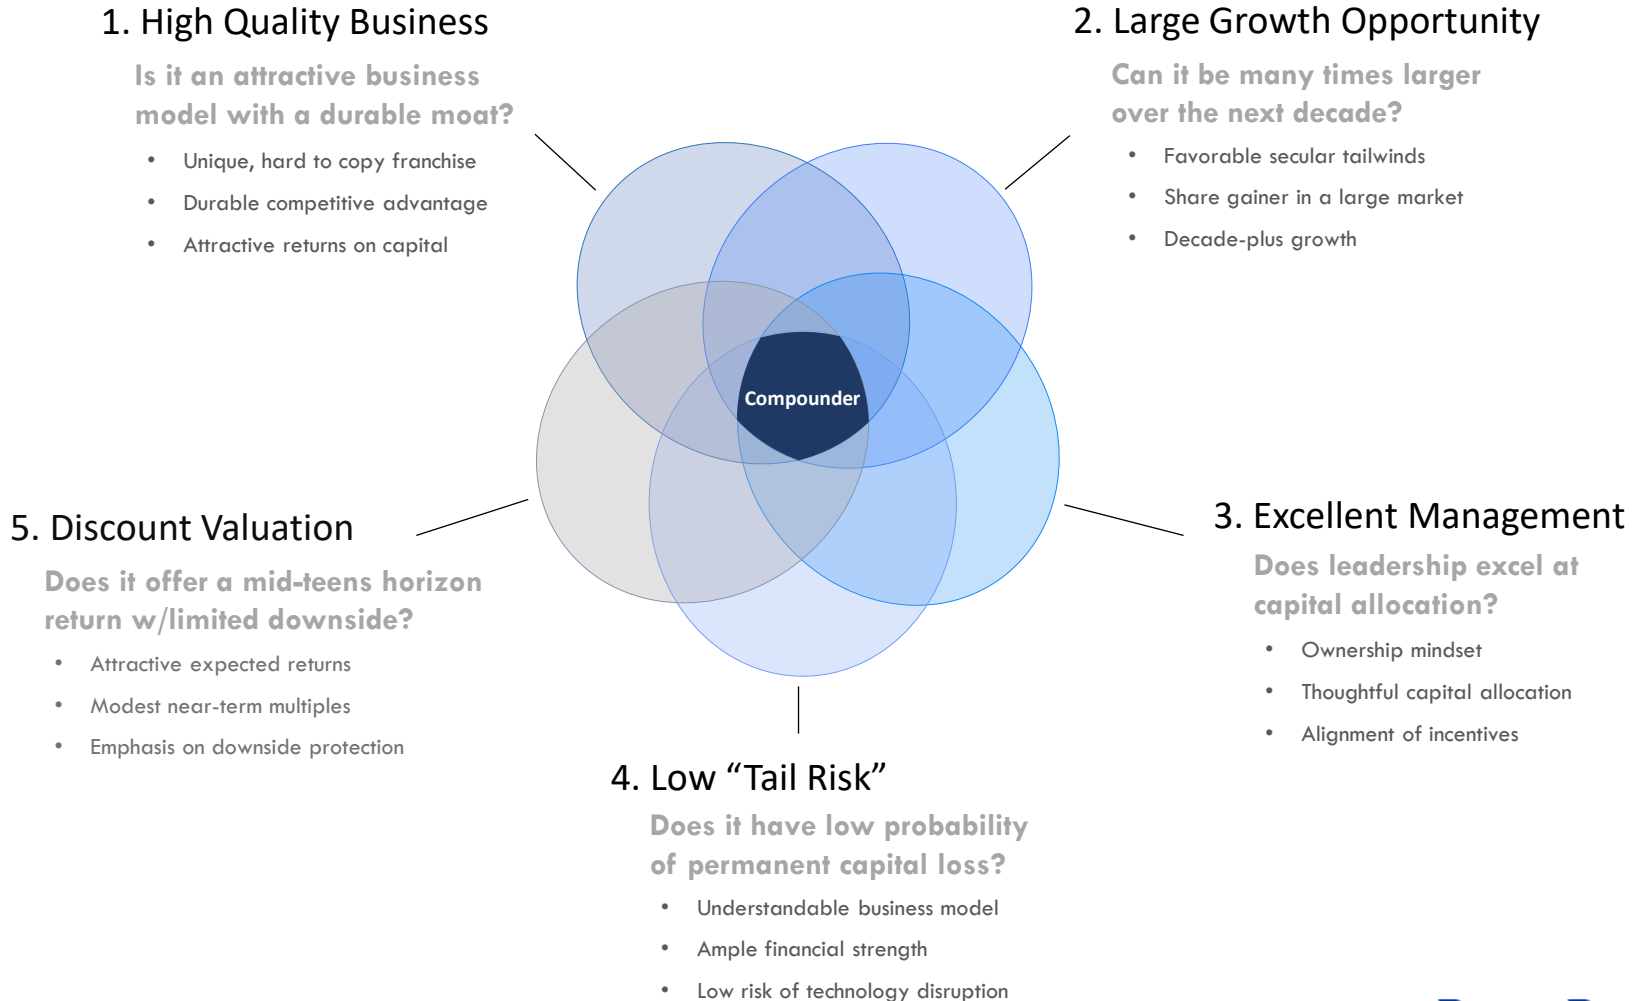 1. High Quality Business
Is it an attractive business
model with a durable moat?
• Unique, hard to copy franchise
• Durable competitive advantage
• Attractive returns on capital
2. Large Growth Opportunity
Can it be many times larger
over the next decade?
• Favorable secular tailwinds
• Share gainer in a large market
• Decade-plus growth
Compounder
3. Excellent Management
Does leadership excel at
capital allocation?
• Ownership mindset
• Thoughtful capital allocation
• Alignment of incentives
4. Low “Tail Risk”
Does it have low probability
of permanent capital loss?
• Understandable business model
• Ample financial strength
• Low risk of technology disruption
5. Discount Valuation
Does it offer a mid-teens horizon
return w/limited downside?
• Attractive expected returns
• Modest near-term multiples
• Emphasis on downside protection